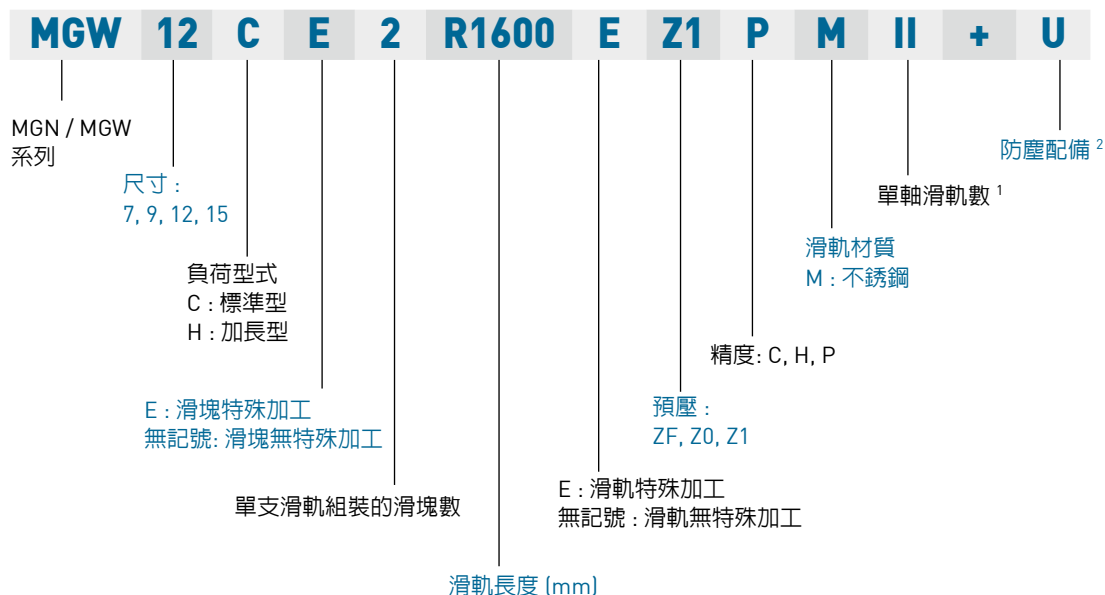 MGW 12 C E 2 R1600 E Z1 P M II + U
MGN / MGW
系列
尺寸 :
7, 9, 12, 15
負荷型式
C : 標準型
H : 加長型
E : 滑塊特殊加工
無記號: 滑塊無特殊加工
單支滑軌組裝的滑塊數
滑軌長度 (mm)
E : 滑軌特殊加工
無記號 : 滑軌無特殊加工
預壓 :
ZF, Z0, Z1
精度: C, H, P
滑軌材質
M : 不銹鋼
單軸滑軌數 1
防塵配備 2